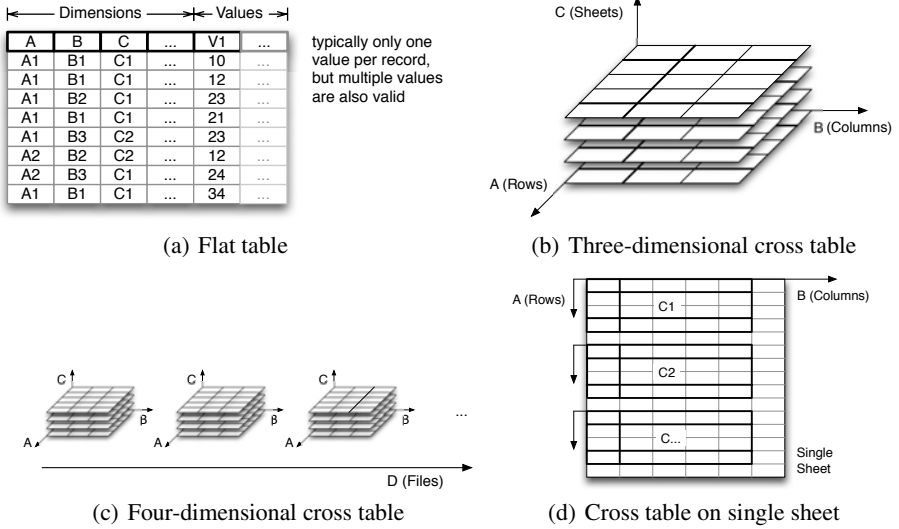 Dimensions Values
A B C ... V1 ...
A1 B1 C1 ... 10 ...
A1 B1 C1 ... 12 ...
A1 B2 C1 ... 23 ...
A1 B1 C1 ... 21 ...
A1 B3 C2 ... 23 ...
A2 B2 C2 ... 12 ...
A2 B3 C1 ... 24 ...
A1 B1 C1 ... 34 ...
typically only one
value per record,
but multiple values
are also valid
(a) Flat table
C (Sheets)
B (Columns)
A (Rows)
(b) Three-dimensional cross table
C C C
B B B
A A A
...
D (Files)
(c) Four-dimensional cross table
A (Rows)
B (Columns)
C1
C2
C...
Single
Sheet
(d) Cross table on single sheet